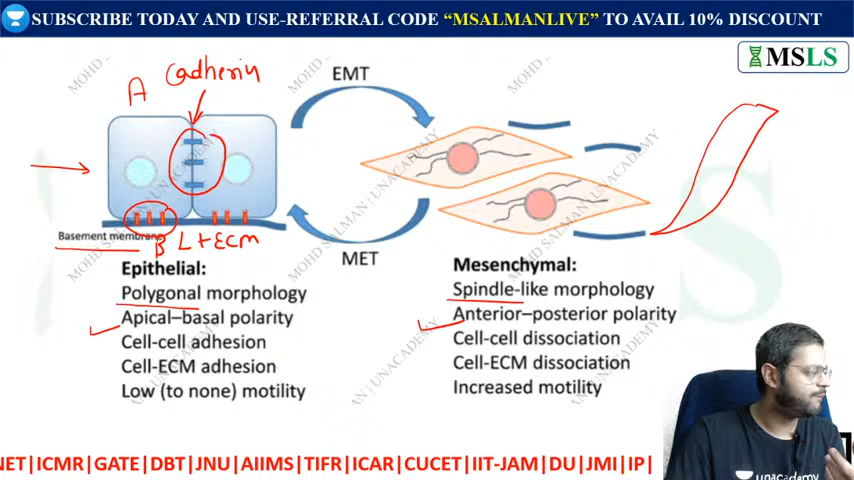 SUBSCRIBE TODAY AND USE-REFERRAL CODE “MSALMANLIVE” TO AVAIL 10% DISCOUNT
MSLS
A
Cadherin
EMT
MOHD SALMAN | UNACADEMY
Basement membrane
B
L + ECM
MET
Epithelial:
Polygonal morphology
Apical–basal polarity
Cell-cell adhesion
Cell-ECM adhesion
Low (to none) motility
Mesenchymal:
Spindle-like morphology
Anterior–posterior polarity
Cell-cell dissociation
Cell-ECM dissociation
Increased motility
unacademy
NET|ICMR|GATE|DBT|JNU|AIIMS|TIFR|ICAR|CUCET|IIT-JAM|DU|JMI|IP|